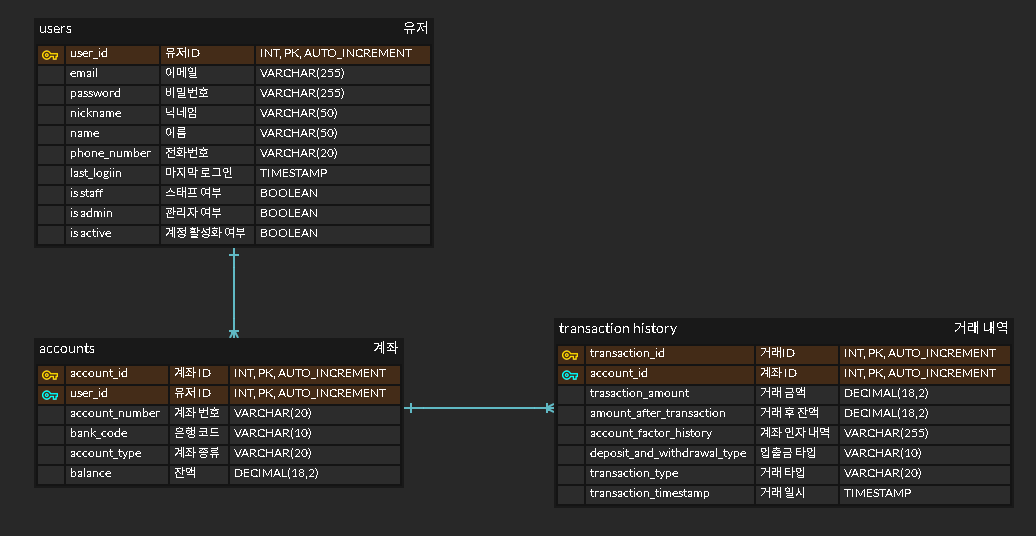 users 유저
user_id 유저ID INT, PK, AUTO_INCREMENT
email 이메일 VARCHAR(255)
password 비밀번호 VARCHAR(255)
nickname 닉네임 VARCHAR(50)
name 이름 VARCHAR(50)
phone_number 전화번호 VARCHAR(20)
last_logiin 마지막 로그인 TIMESTAMP
is staff 스태프 여부 BOOLEAN
is admin 관리자 여부 BOOLEAN
is active 계정 활성화 여부 BOOLEAN
accounts 계좌
account_id 계좌 ID INT, PK, AUTO_INCREMENT
user_id 유저 ID INT, PK, AUTO_INCREMENT
account_number 계좌 번호 VARCHAR(20)
bank_code 은행 코드 VARCHAR(10)
account_type 계좌 종류 VARCHAR(20)
balance 잔액 DECIMAL(18,2)
transaction history 거래 내역
transaction_id 거래ID INT, PK, AUTO_INCREMENT
account_id 계좌 ID INT, PK, AUTO_INCREMENT
trasaction_amount 거래 금액 DECIMAL(18,2)
amount_after_transaction 거래 후 잔액 DECIMAL(18,2)
account_factor_history 계좌 인자 내역 VARCHAR(255)
deposit_and_withdrawal_type 입출금 타입 VARCHAR(10)
transaction_type 거래 타입 VARCHAR(20)
transaction_timestamp 거래 일시 TIMESTAMP